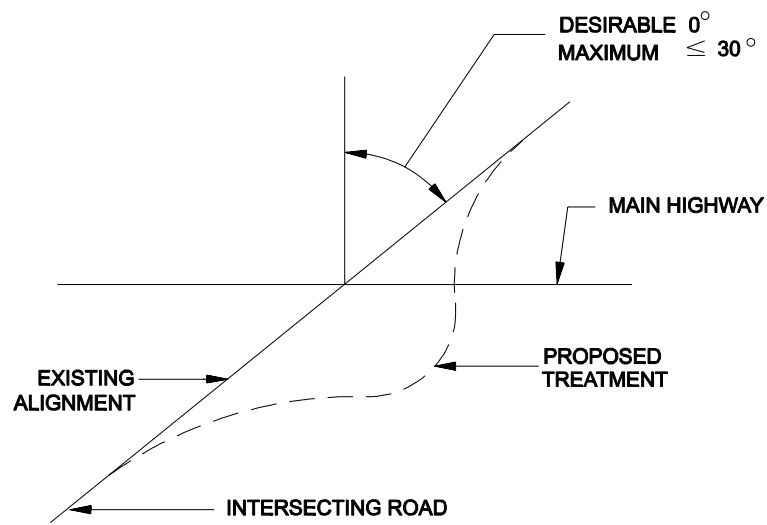 DESIRABLE 0°
MAXIMUM ≤ 30°
MAIN HIGHWAY
PROPOSED
TREATMENT
EXISTING
ALIGNMENT
INTERSECTING ROAD